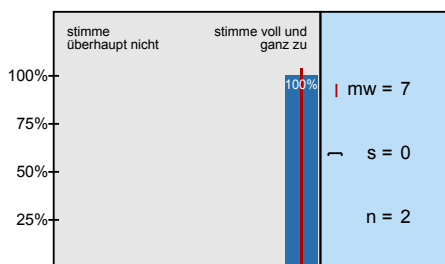 stimme
überhaupt nicht
stimme voll und
ganz zu
100%
75%
50%
25%
100%
mw = 7
s = 0
n = 2